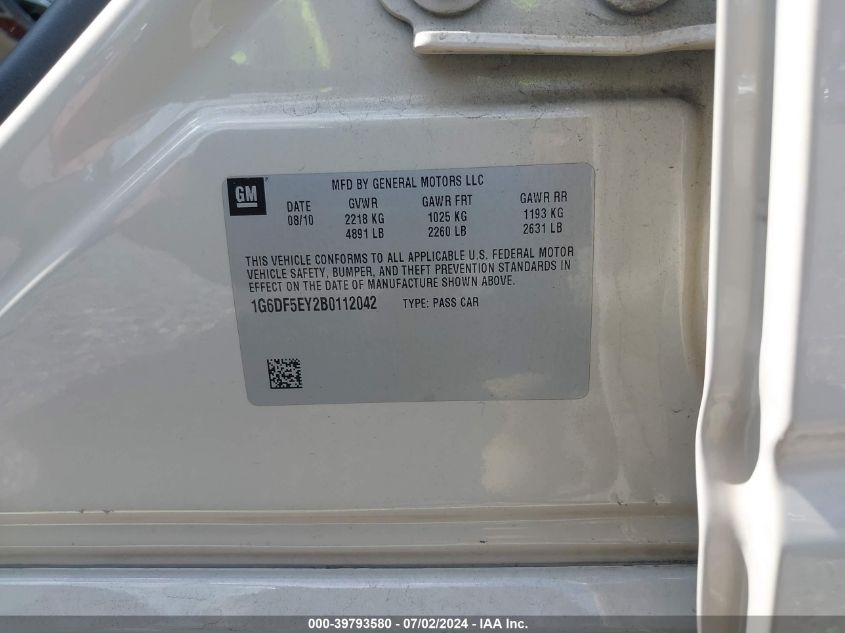 GM
MFD BY GENERAL MOTORS LLC
DATE GVWR GAWR FRT GAWR RR
08/10 2218 KG 1025 KG 1193 KG
4891 LB 2260 LB 2631 LB
THIS VEHICLE CONFORMS TO ALL APPLICABLE U.S. FEDERAL MOTOR
VEHICLE SAFETY, BUMPER, AND THEFT PREVENTION STANDARDS IN
EFFECT ON THE DATE OF MANUFACTURE SHOWN ABOVE.
1G6DF5EY2B0112042 TYPE: PASS CAR
000-39793580 - 07/02/2024 - IAA Inc.